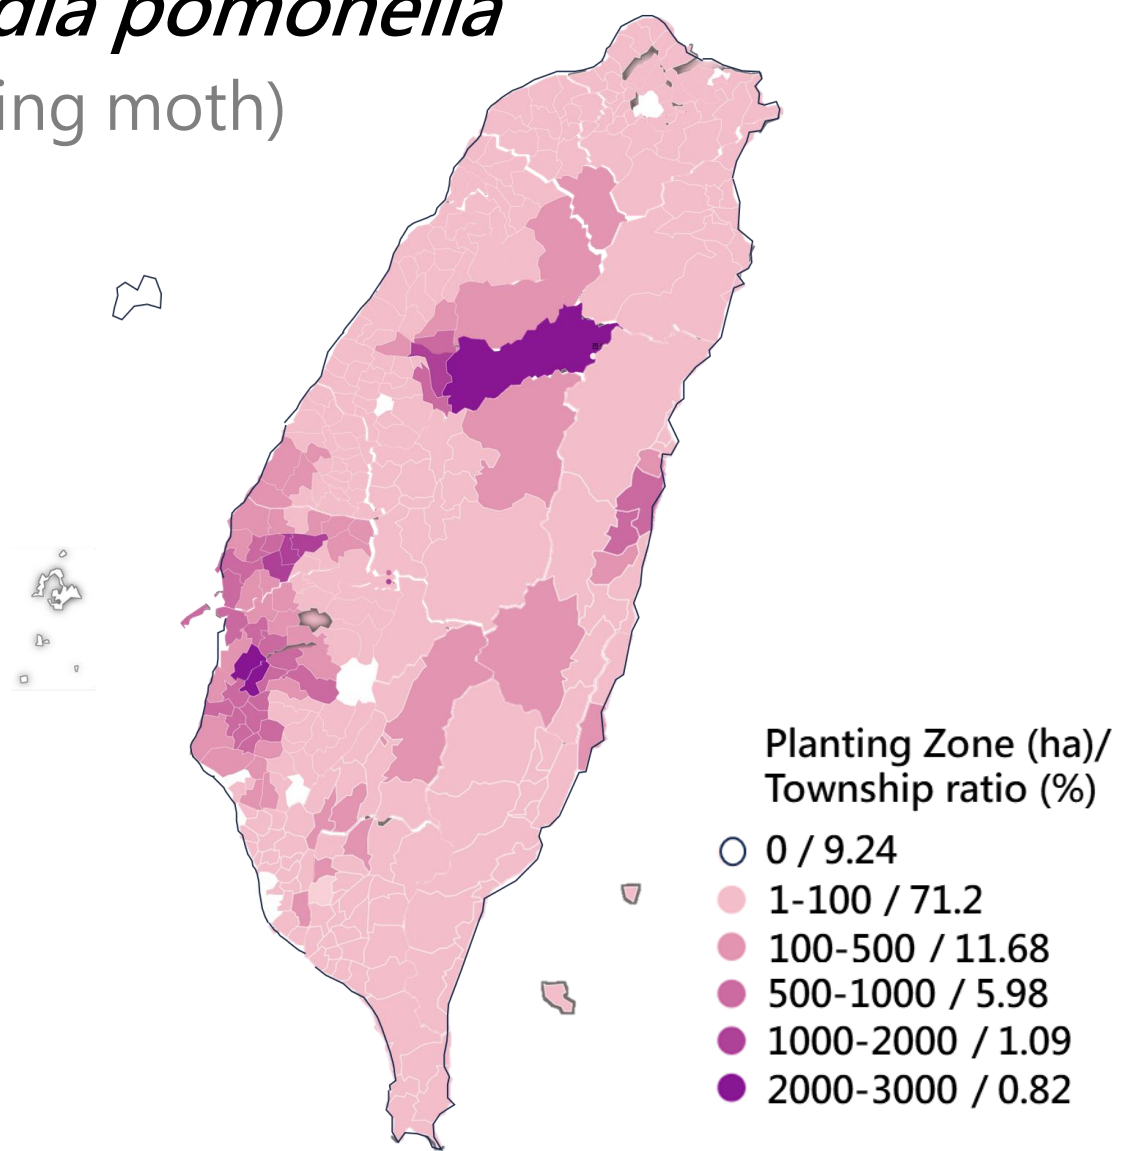 dia pomonella
ing moth)
Planting Zone (ha)/
Township ratio (%)
0 / 9.24
1-100 / 71.2
100-500 / 11.68
500-1000 / 5.98
1000-2000 / 1.09
2000-3000 / 0.82